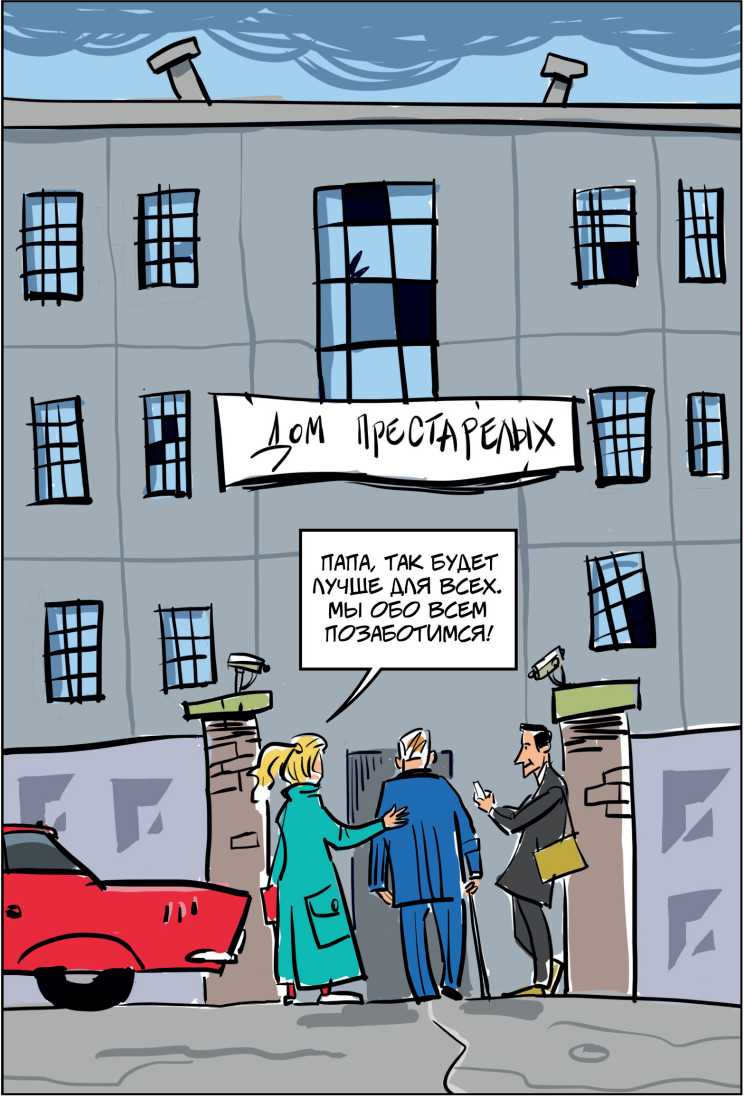 Дом ПРЕСТАРЕЛЫХ
ПАПА, ТАК БУДЕТ
ЛУЧШЕ ДЛЯ ВСЕХ.
МЫ ОБО ВСЕМ
ПОЗАБОТИМСЯ!